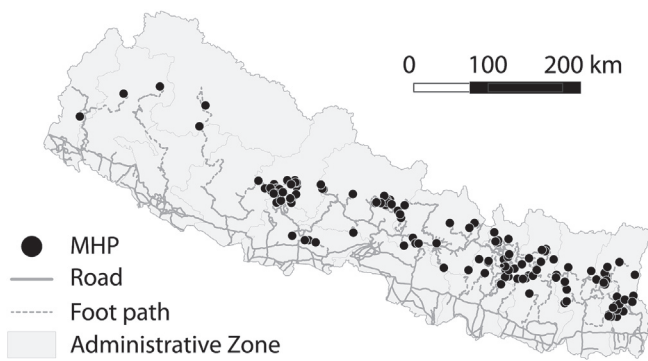 0 100 200 km
MHP
Road
Foot path
Administrative Zone